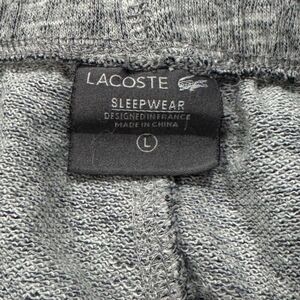 LACOSTE
SLEEPWEAR
DESIGNED IN FRANCE
MADE IN CHINA
L